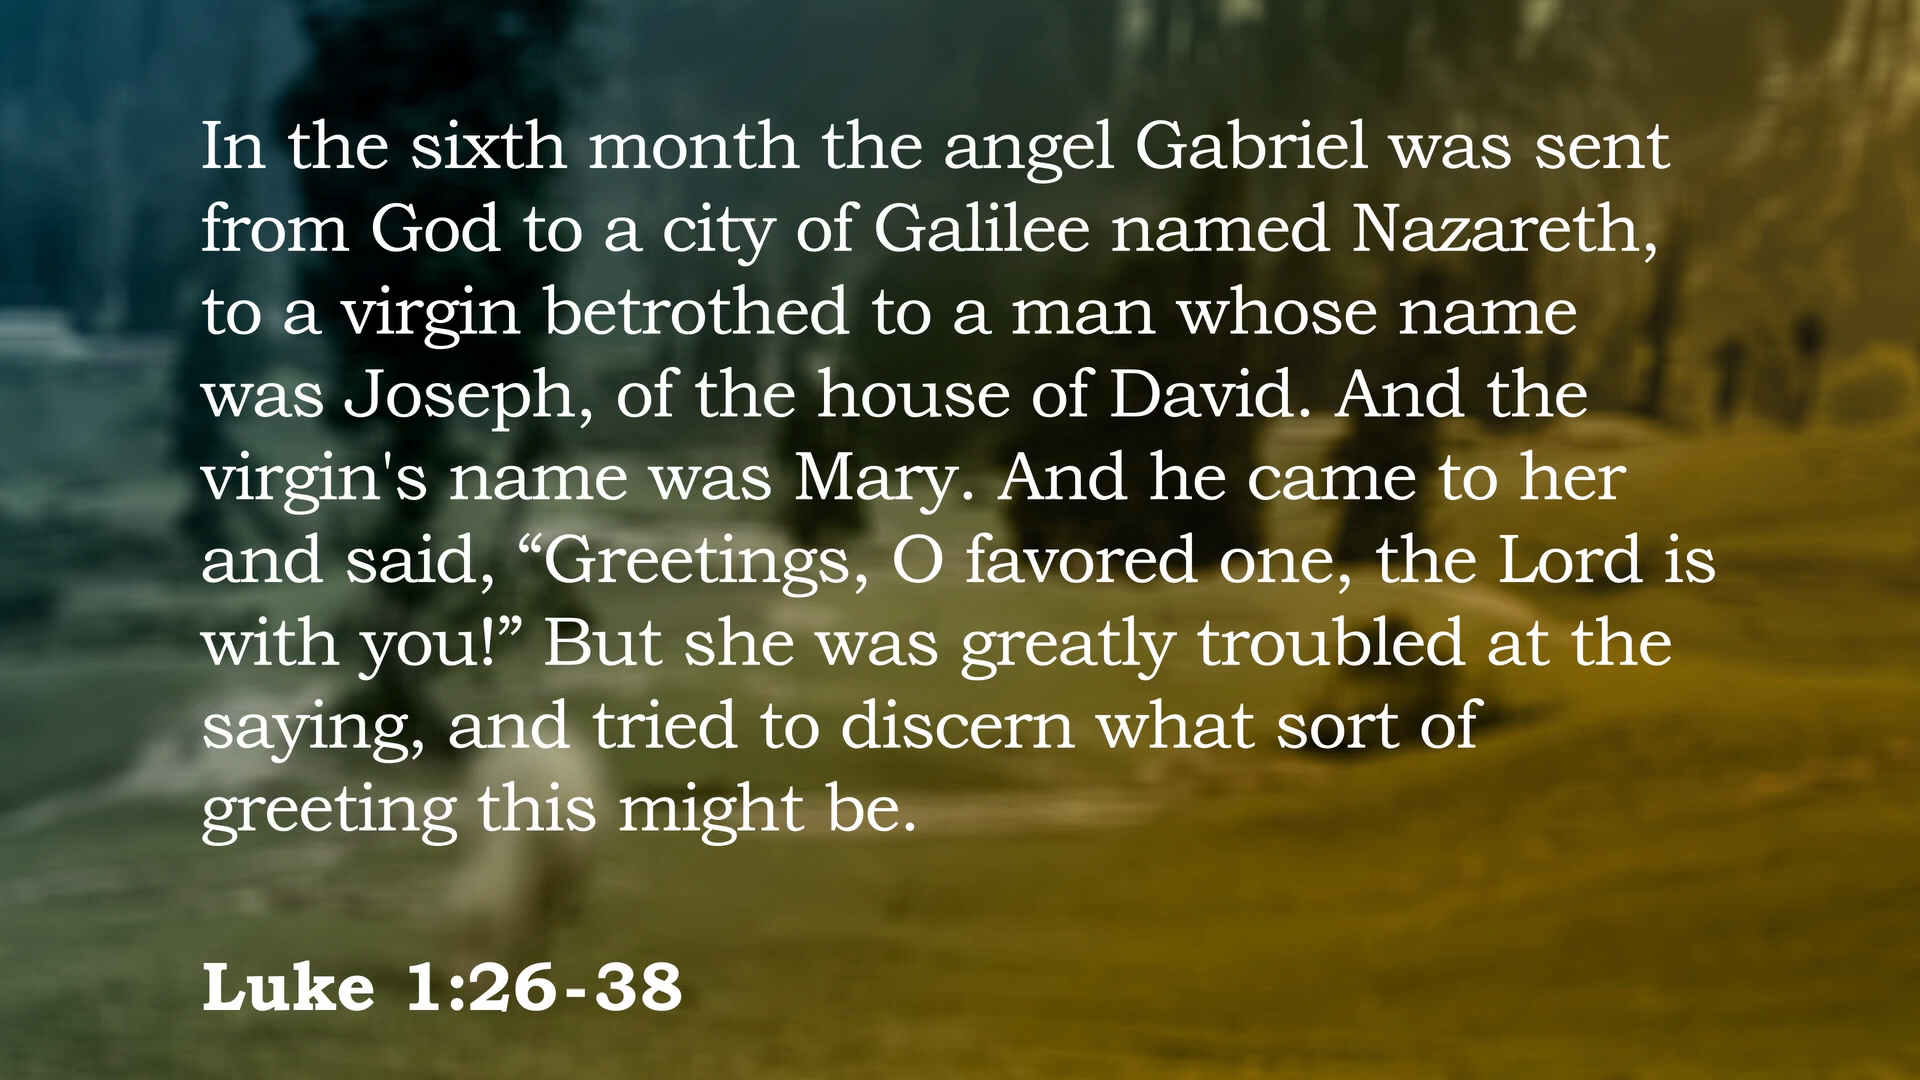 In the sixth month the angel Gabriel was sent
from God to a city of Galilee named Nazareth,
to a virgin betrothed to a man whose name
was Joseph, of the house of David. And the
virgin's name was Mary. And he came to her
and said, “Greetings, O favored one, the Lord is
with you!” But she was greatly troubled at the
saying, and tried to discern what sort of
greeting this might be.
Luke 1:26-38